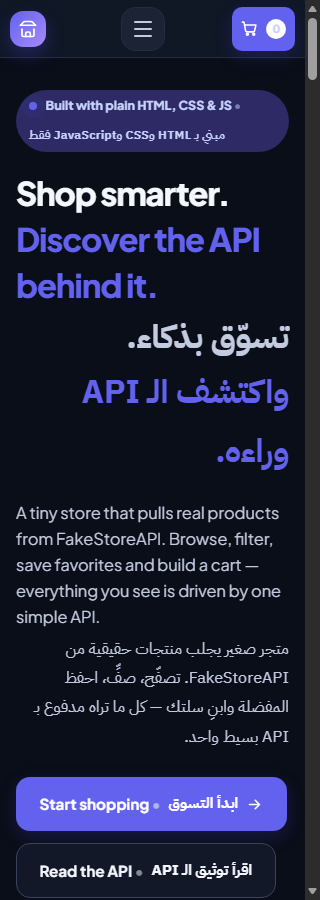 0
Built with plain HTML, CSS & JS •
مبني بـ HTML وCSS وJavaScript فقط
Shop smarter.
Discover the API
behind it.
تسوّق بذكاء.
واكتشف الـ API
وراءه.
A tiny store that pulls real products
from FakeStoreAPI. Browse, filter,
save favorites and build a cart —
everything you see is driven by one
simple API.
متجر صغير يجلب منتجات حقيقية من
FakeStoreAPI. تصفّح، صفِّ، احفظ
المفضلة وابنِ سلتك — كل ما تراه مدفوع بـ
API بسيط واحد.
Start shopping • ابدأ التسوق →
Read the API • اقرأ توثيق الـ API